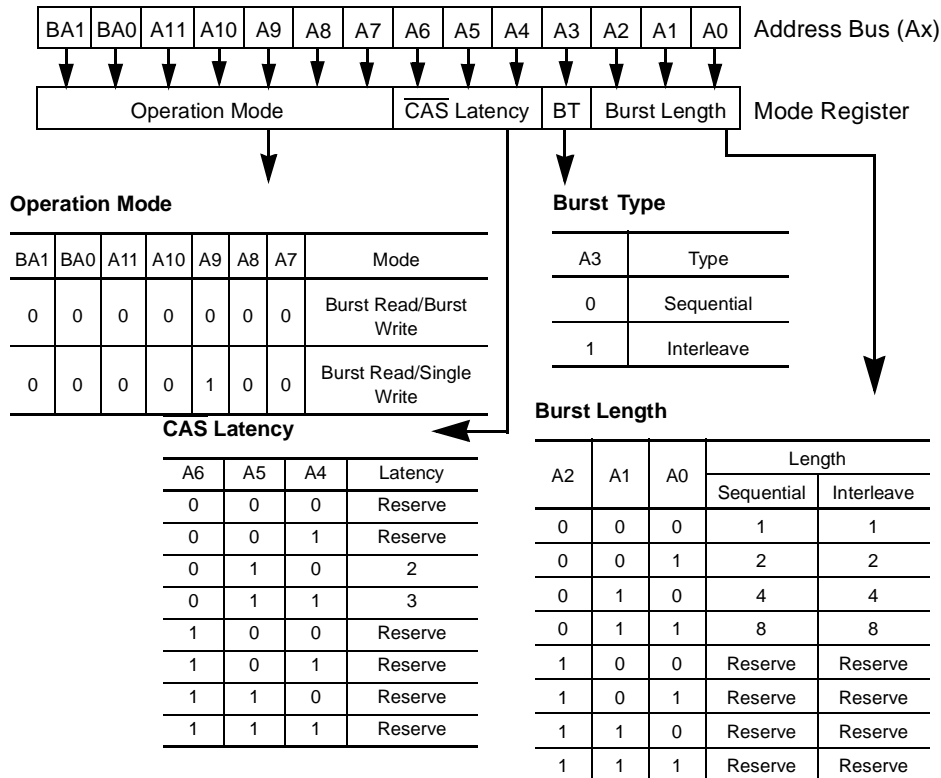 BA1 BA0 A11 A10 A9 A8 A7 A6 A5 A4 A3 A2 A1 A0 Address Bus (Ax)
Operation Mode CAS Latency BT Burst Length Mode Register
Operation Mode
BA1 BA0 A11 A10 A9 A8 A7 Mode
0 0 0 0 0 0 0 Burst Read/Burst
Write
0 0 0 0 1 0 0 Burst Read/Single
Write
Burst Type
A3 Type
0 Sequential
1 Interleave
CAS Latency
A6 A5 A4 Latency
0 0 0 Reserve
0 0 1 Reserve
0 1 0 2
0 1 1 3
1 0 0 Reserve
1 0 1 Reserve
1 1 0 Reserve
1 1 1 Reserve
Burst Length
A2 A1 A0 Length
Sequential Interleave
0 0 0 1 1
0 0 1 2 2
0 1 0 4 4
0 1 1 8 8
1 0 0 Reserve Reserve
1 0 1 Reserve Reserve
1 1 0 Reserve Reserve
1 1 1 Reserve Reserve